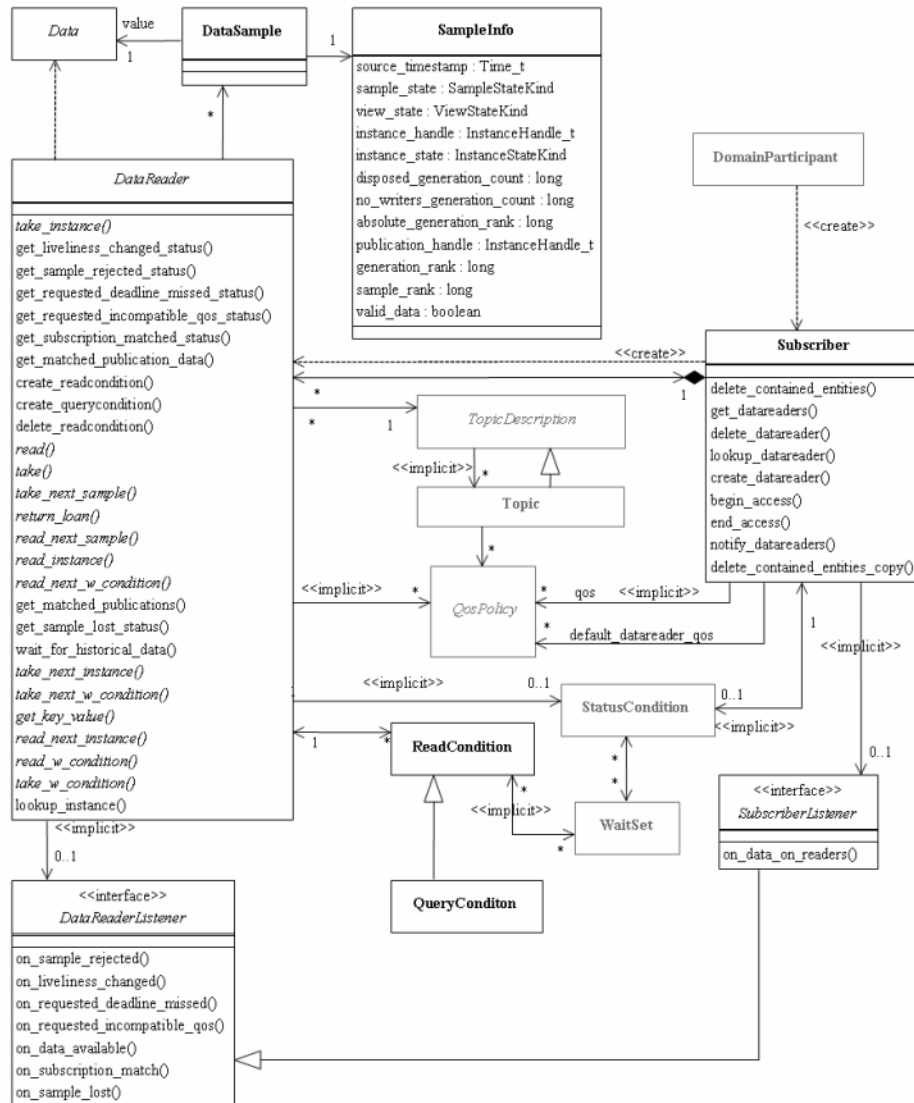 Data
value
1
DataSample
1
SampleInfo
source_timestamp : Time_t
sample_state : SampleStateKind
view_state : ViewStateKind
instance_handle : InstanceHandle_t
instance_state : InstanceStateKind
disposed_generation_count : long
no_writers_generation_count : long
absolute_generation_rank : long
publication_handle : InstanceHandle_t
generation_rank : long
sample_rank : long
valid_data : boolean
*
DomainParticipant
<<create>>
DataReader
take_instance()
get_liveliness_changed_status()
get_sample_rejected_status()
get_requested_deadline_missed_status()
get_requested_incompatible_qos_status()
get_subscription_matched_status()
get_matched_publication_data()
create_readcondition()
create_querycondition()
delete_readcondition()
read()
take()
take_next_sample()
return_loan()
read_next_sample()
read_instance()
read_next_w_condition()
get_matched_publications()
get_sample_lost_status()
wait_for_historical_data()
take_next_instance()
take_next_w_condition()
get_key_value()
read_next_instance()
read_w_condition()
take_w_condition()
lookup_instance()
<<create>>
*
1
Subscriber
delete_contained_entities()
get_datareaders()
delete_datareader()
lookup_datareader()
create_datareader()
begin_access()
end_access()
notify_datareaders()
delete_contained_entities_copy()
*
*
1
TopicDescription
<<implicit>>
*
Topic
*
<<implicit>>
*
QosPolicy
*
qos
<<implicit>>
*
default_datareader_qos
<<implicit>>
0..1
StatusCondition
0..1
<<implicit>>
1
<<implicit>>
0..1
1
*
ReadCondition
*
<<implicit>>
*
*
*
WaitSet
QueryConditon
<<interface>>
SubscriberListener
on_data_on_readers()
<<implicit>>
0..1
<<interface>>
DataReaderListener
on_sample_rejected()
on_liveliness_changed()
on_requested_deadline_missed()
on_requested_incompatible_qos()
on_data_available()
on_subscription_match()
on_sample_lost()